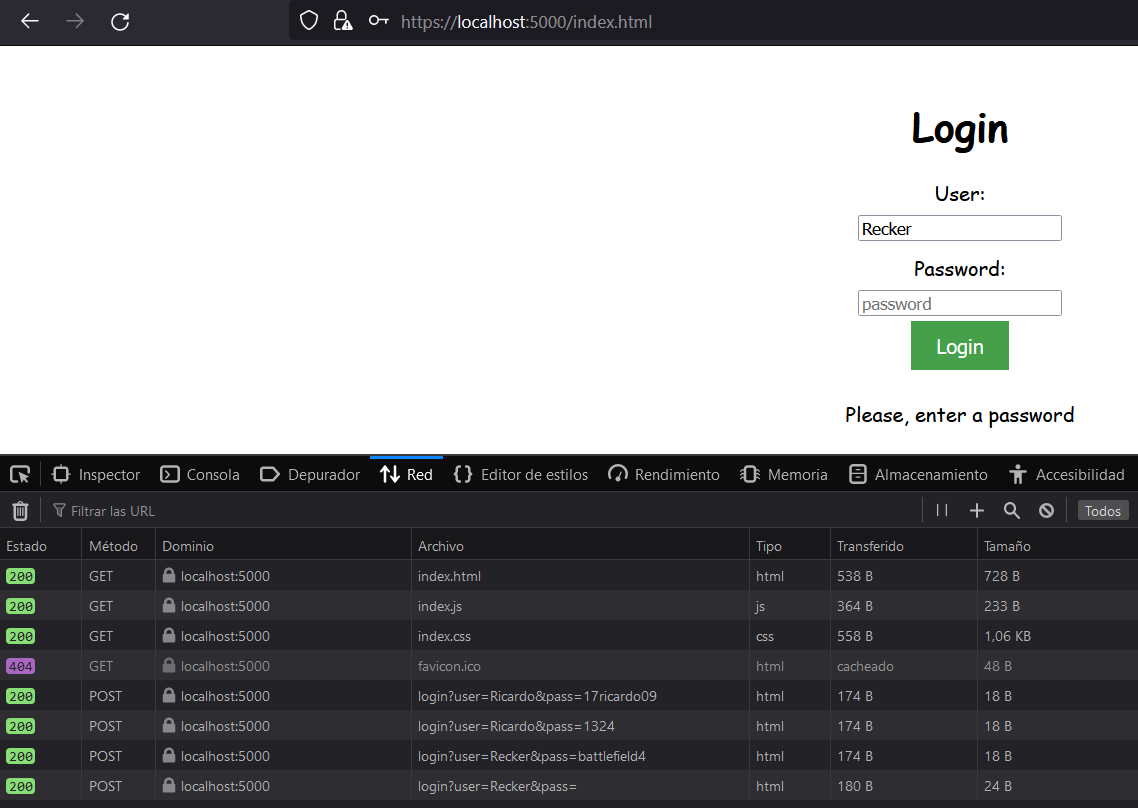 https://localhost:5000/index.html
Login
User:
Recker
Password:
password
Login
Please, enter a password
Inspector Consola Depurador Red Editor de estilos Rendimiento Memoria Almacenamiento Accesibilidad
Filtrar las URL Todos
Estado Método Dominio Archivo Tipo Transferido Tamaño
200 GET localhost:5000 index.html html 538 B 728 B
200 GET localhost:5000 index.js js 364 B 233 B
200 GET localhost:5000 index.css css 558 B 1,06 KB
404 GET localhost:5000 favicon.ico html cacheado 48 B
200 POST localhost:5000 login?user=Ricardo&pass=17ricardo09 html 174 B 18 B
200 POST localhost:5000 login?user=Ricardo&pass=1324 html 174 B 18 B
200 POST localhost:5000 login?user=Recker&pass=battlefield4 html 174 B 18 B
200 POST localhost:5000 login?user=Recker&pass= html 180 B 24 B